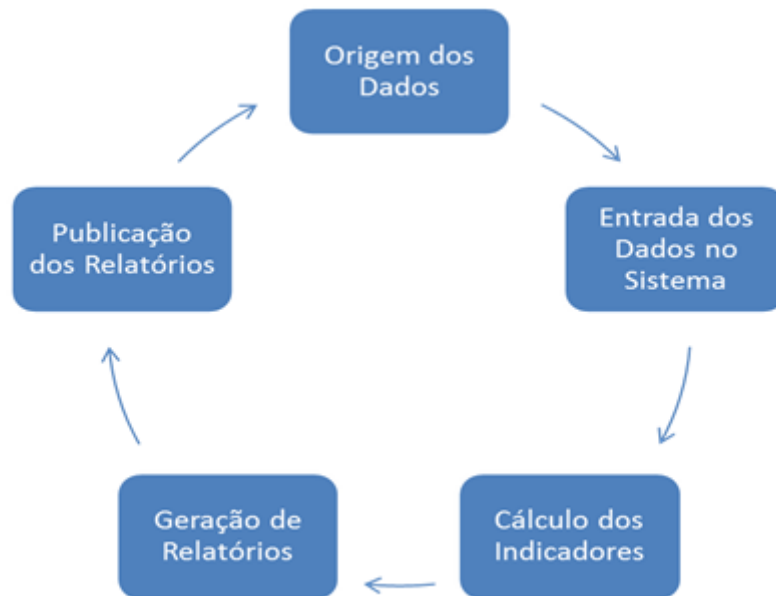 Origem dos
Dados
Entrada dos
Dados no
Sistema
Cálculo dos
Indicadores
Geração de
Relatórios
Publicação
dos Relatórios